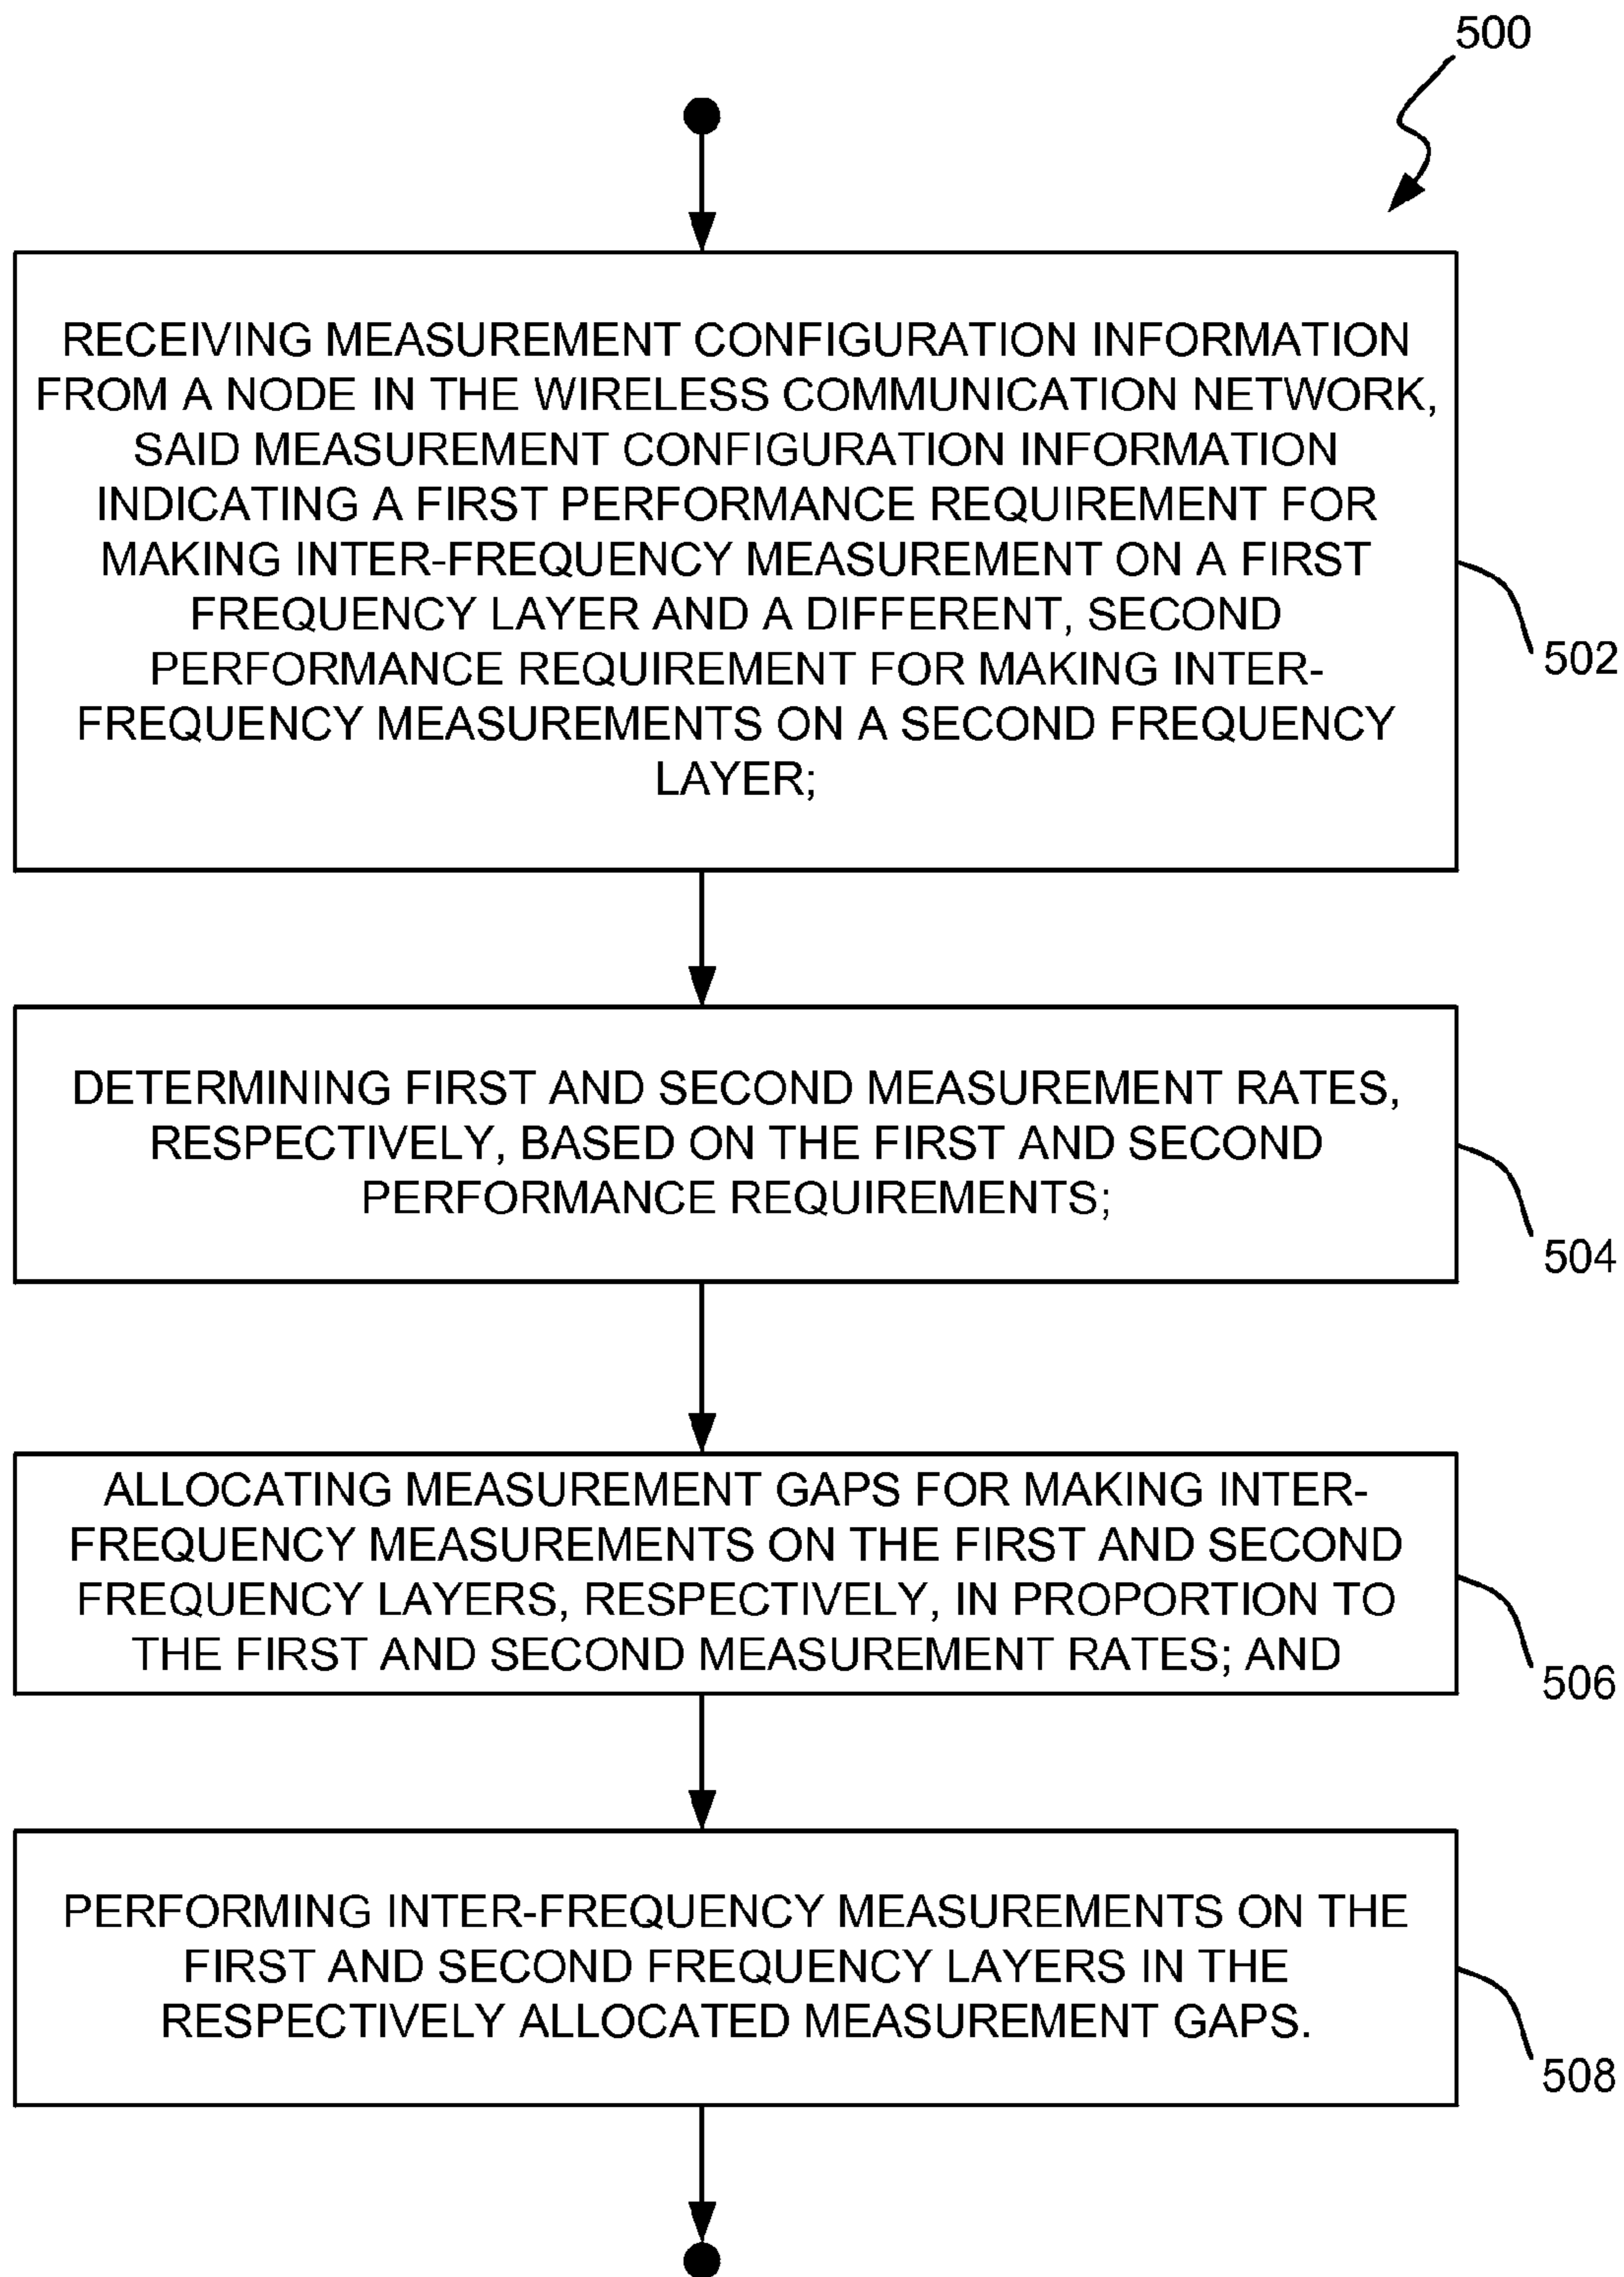 500
RECEIVING MEASUREMENT CONFIGURATION INFORMATION
FROM A NODE IN THE WIRELESS COMMUNICATION NETWORK,
SAID MEASUREMENT CONFIGURATION INFORMATION
INDICATING A FIRST PERFORMANCE REQUIREMENT FOR
MAKING INTER-FREQUENCY MEASUREMENT ON A FIRST
FREQUENCY LAYER AND A DIFFERENT, SECOND
PERFORMANCE REQUIREMENT FOR MAKING INTER-
FREQUENCY MEASUREMENTS ON A SECOND FREQUENCY
LAYER;
502
DETERMINING FIRST AND SECOND MEASUREMENT RATES,
RESPECTIVELY, BASED ON THE FIRST AND SECOND
PERFORMANCE REQUIREMENTS;
504
ALLOCATING MEASUREMENT GAPS FOR MAKING INTER-
FREQUENCY MEASUREMENTS ON THE FIRST AND SECOND
FREQUENCY LAYERS, RESPECTIVELY, IN PROPORTION TO
THE FIRST AND SECOND MEASUREMENT RATES; AND
506
PERFORMING INTER-FREQUENCY MEASUREMENTS ON THE
FIRST AND SECOND FREQUENCY LAYERS IN THE
RESPECTIVELY ALLOCATED MEASUREMENT GAPS.
508